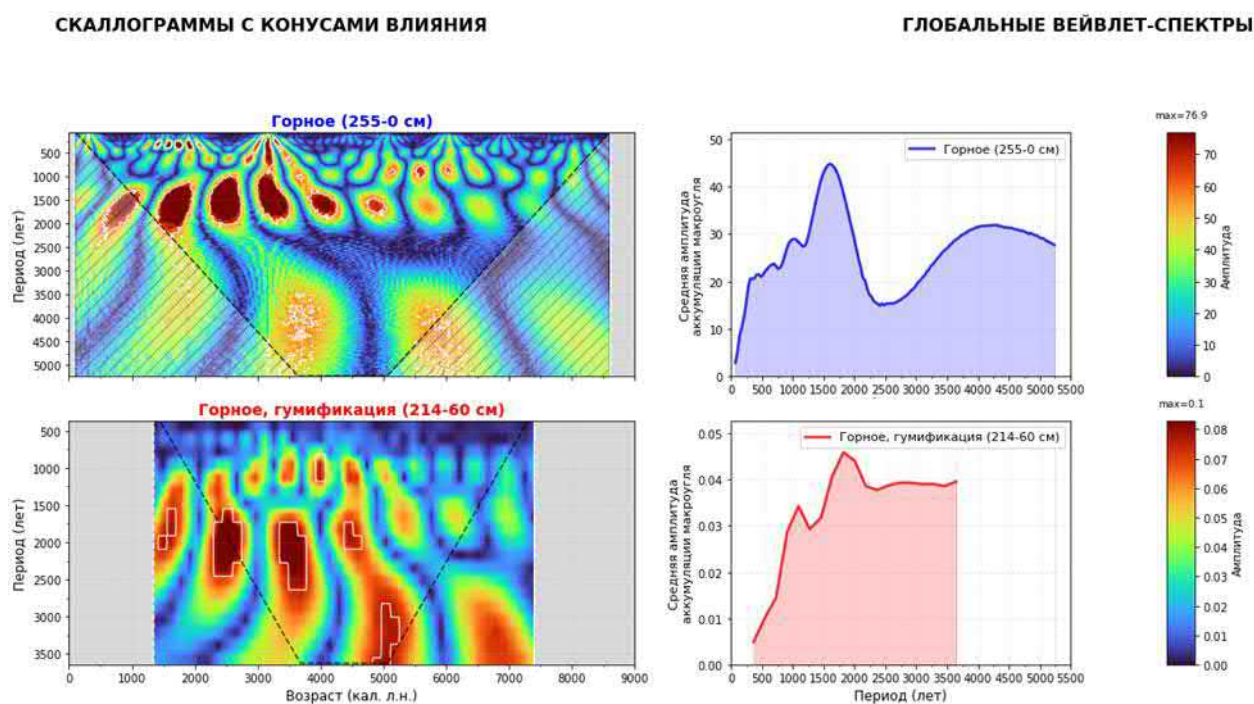 СКАЛЛОГРАММЫ С КОНУСАМИ ВЛИЯНИЯ
ГЛОБАЛЬНЫЕ ВЕЙВЛЕТ-СПЕКТРЫ
Горное (255-0 см)
Период (лет)
500
1000
1500
2000
2500
3000
3500
4000
4500
5000
Средняя амплитуда
аккумуляции макроугля
50
40
30
20
10
0
Горное (255-0 см)
0 500 1000 1500 2000 2500 3000 3500 4000 4500 5000 5500
max=76.9
70
60
50
40
30
20
10
0
Амплитуда
Горное, гумификация (214-60 см)
Период (лет)
500
1000
1500
2000
2500
3000
3500
0 1000 2000 3000 4000 5000 6000 7000 8000 9000
Возраст (кал. л.н.)
Средняя амплитуда
аккумуляции макроугля
0.05
0.04
0.03
0.02
0.01
0.00
Горное, гумификация (214-60 см)
0 500 1000 1500 2000 2500 3000 3500 4000 4500 5000 5500
Период (лет)
max=0.1
0.08
0.07
0.06
0.05
0.04
0.03
0.02
0.01
0.00
Амплитуда